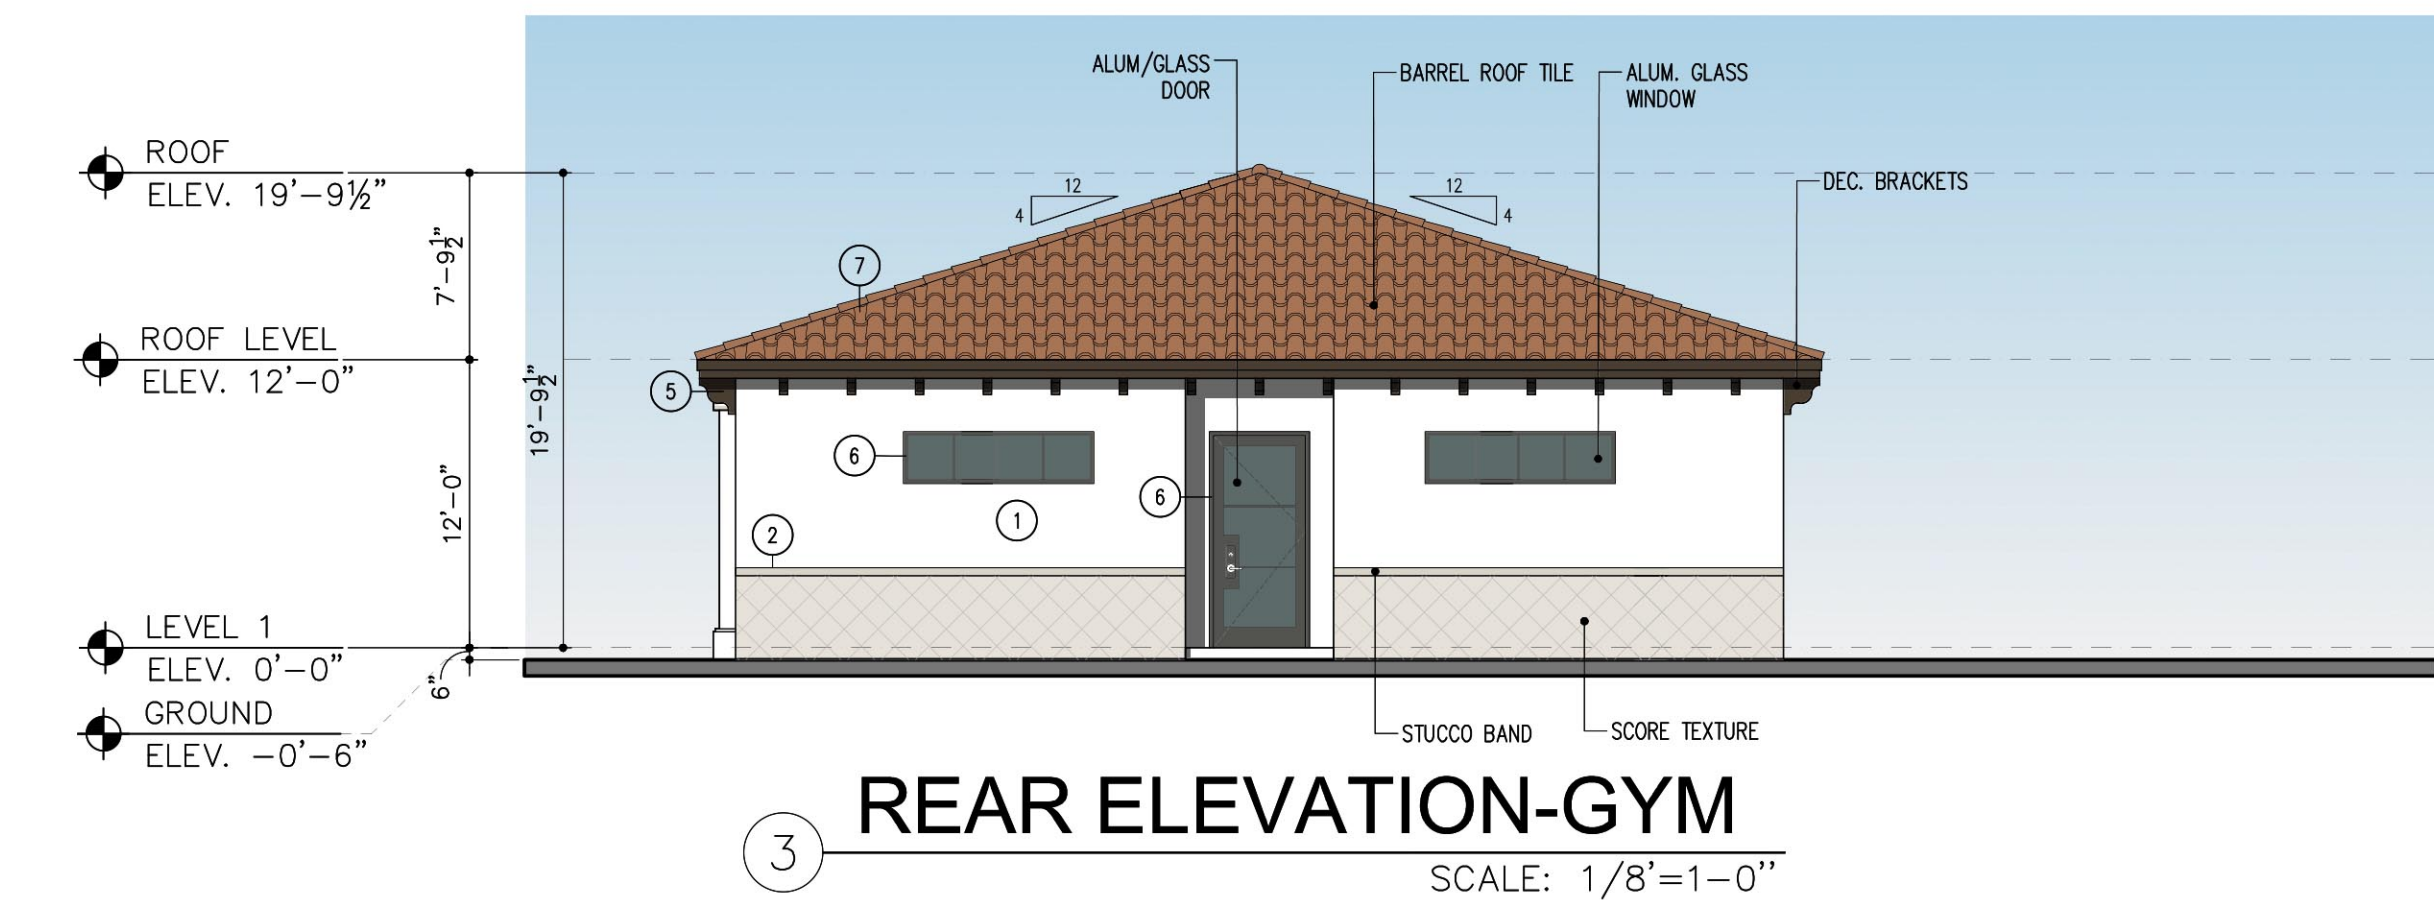 ALUM/GLASS
DOOR
BARREL ROOF TILE
ALUM. GLASS
WINDOW
DEC. BRACKETS
ROOF
ELEV. 19'-9½"
12
4
12
4
7'-9½"
7
ROOF LEVEL
ELEV. 12'-0"
5
19'-9½"
12'-0"
6
6
1
2
LEVEL 1
ELEV. 0'-0"
6"
GROUND
ELEV. -0'-6"
STUCCO BAND
SCORE TEXTURE
3
REAR ELEVATION-GYM
SCALE: 1/8'=1-0''